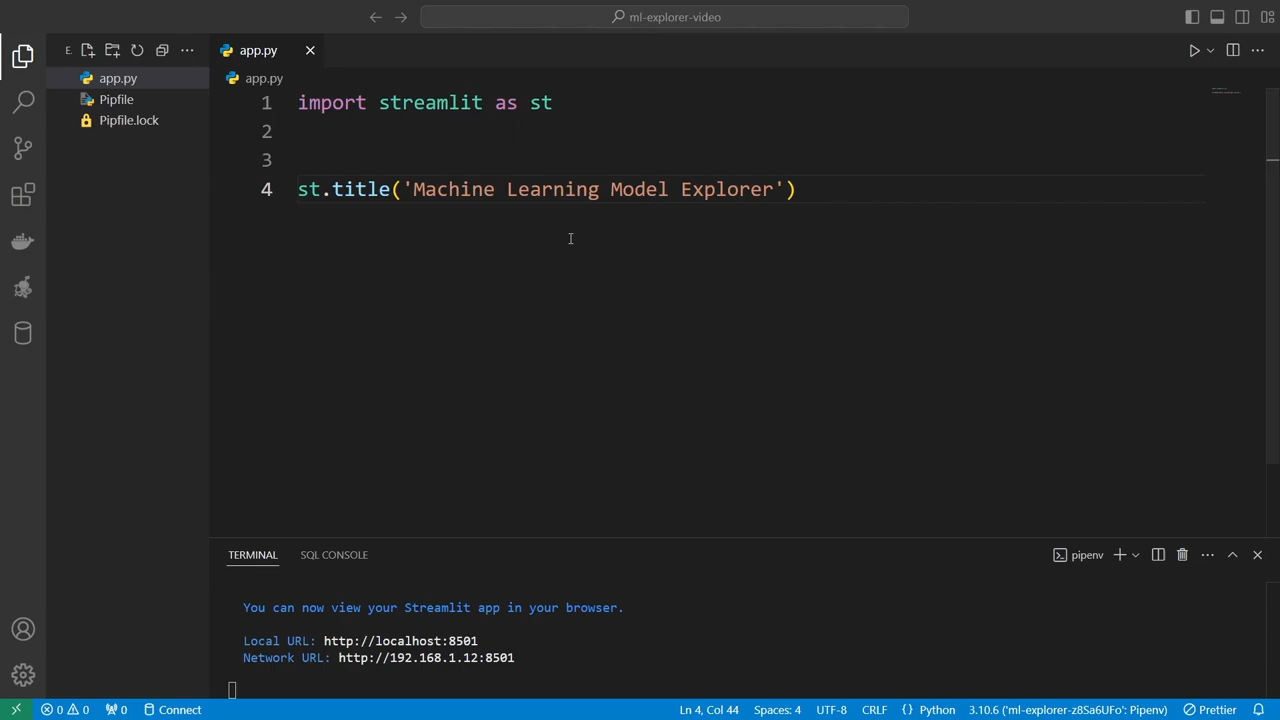 ml-explorer-video
E.
app.py
Pipfile
Pipfile.lock
app.py
app.py
1 import streamlit as st
2
3
4 st.title('Machine Learning Model Explorer')
TERMINAL SQL CONSOLE
pipenv
You can now view your Streamlit app in your browser.
Local URL: http://localhost:8501
Network URL: http://192.168.1.12:8501
0 0 0 Connect Ln 4, Col 44 Spaces: 4 UTF-8 CRLF {} Python 3.10.6 ('ml-explorer-z8Sa6UFo': Pipenv) Prettier